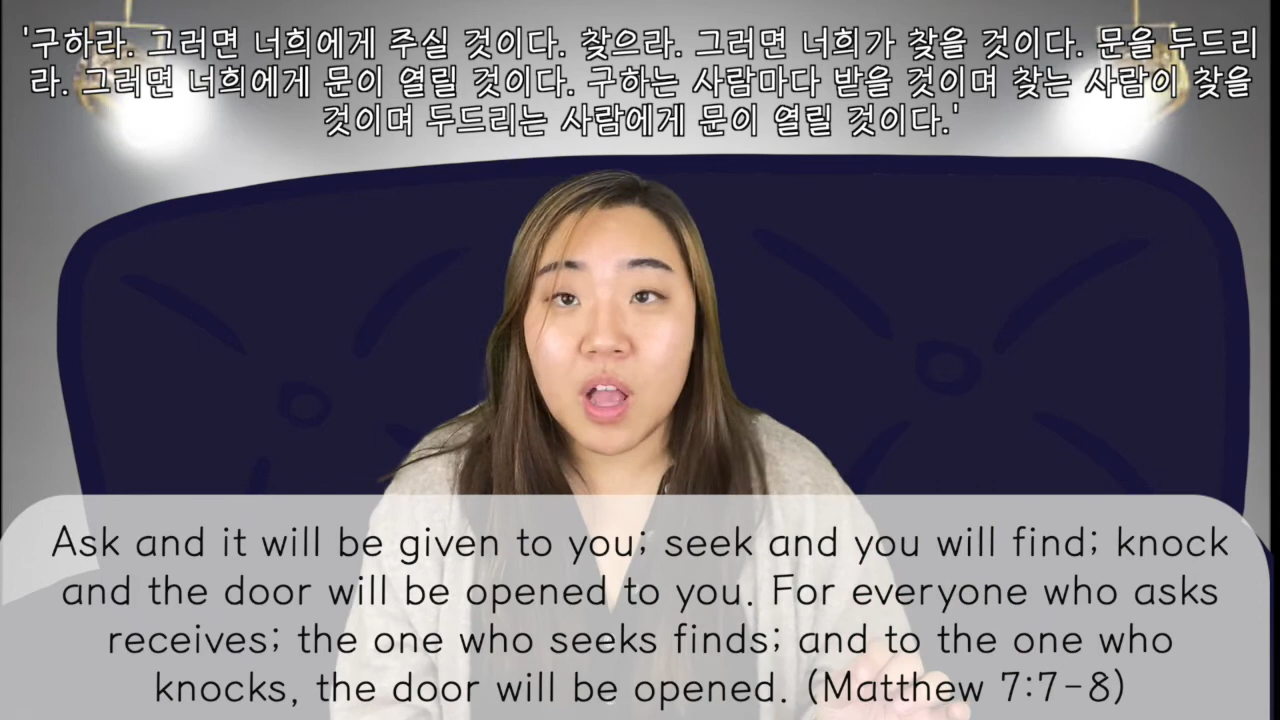 '구하라. 그러면 너희에게 주실 것이다. 찾으라. 그러면 너희가 찾을 것이다. 문을 두드리
라. 그러면 너희에게 문이 열릴 것이다. 구하는 사람마다 받을 것이며 찾는 사람이 찾을
것이며 두드리는 사람에게 문이 열릴 것이다.'
Ask and it will be given to you; seek and you will find; knock
and the door will be opened to you. For everyone who asks
receives; the one who seeks finds; and to the one who
knocks, the door will be opened. (Matthew 7:7-8)